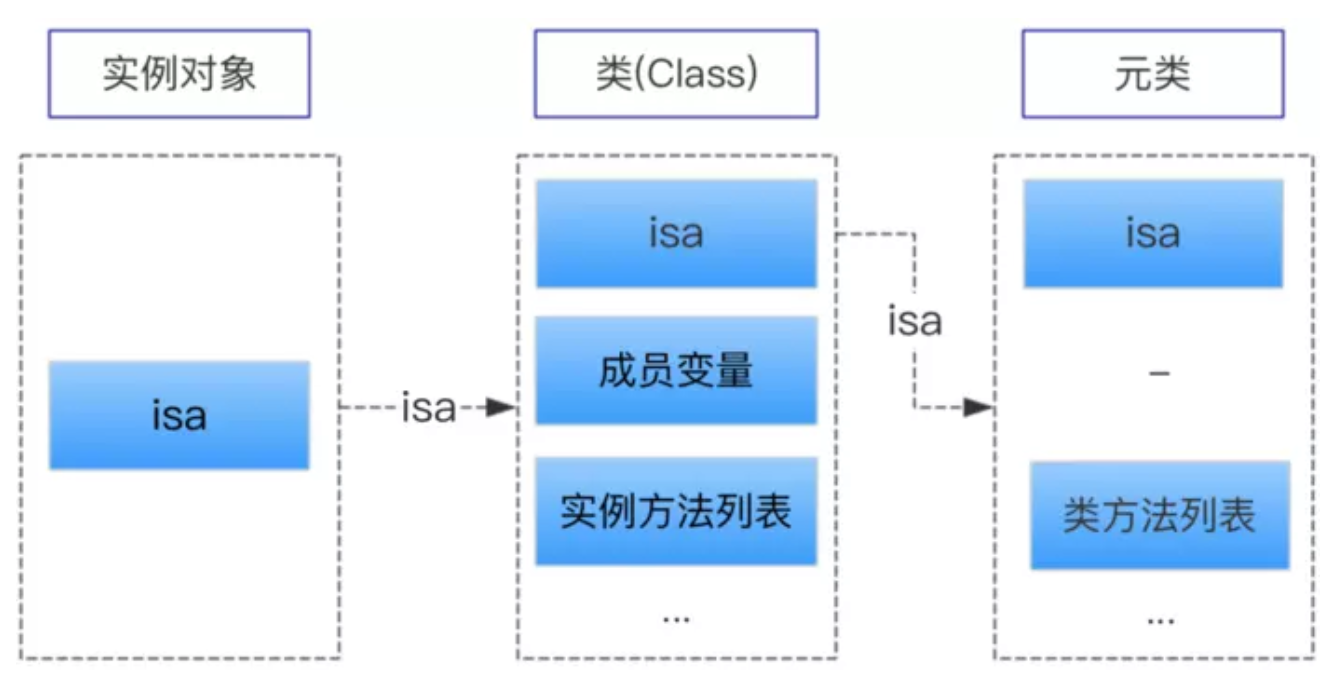 实例对象
类(Class)
元类
isa
isa
isa
成员变量
实例方法列表
...
isa
isa
–
类方法列表
...